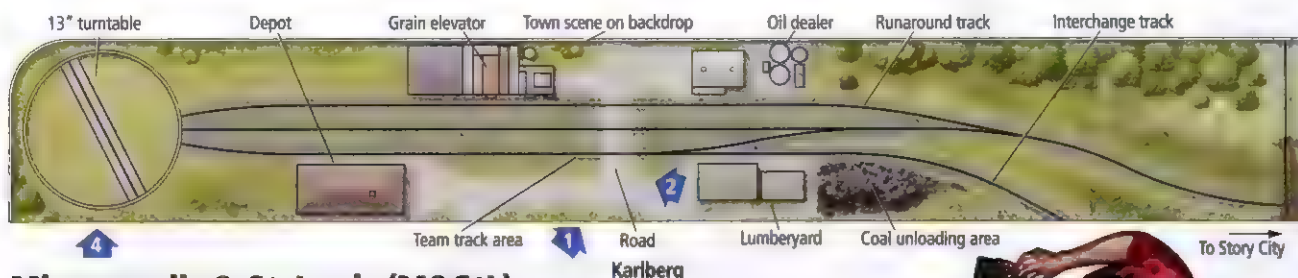 13" turntable
Depot
Grain elevator
Town scene on backdrop
Oil dealer
Runaround track
Interchange track
2
4
Team track area
1
Road
Lumberyard
Coal unloading area
To Story City
Karlberg